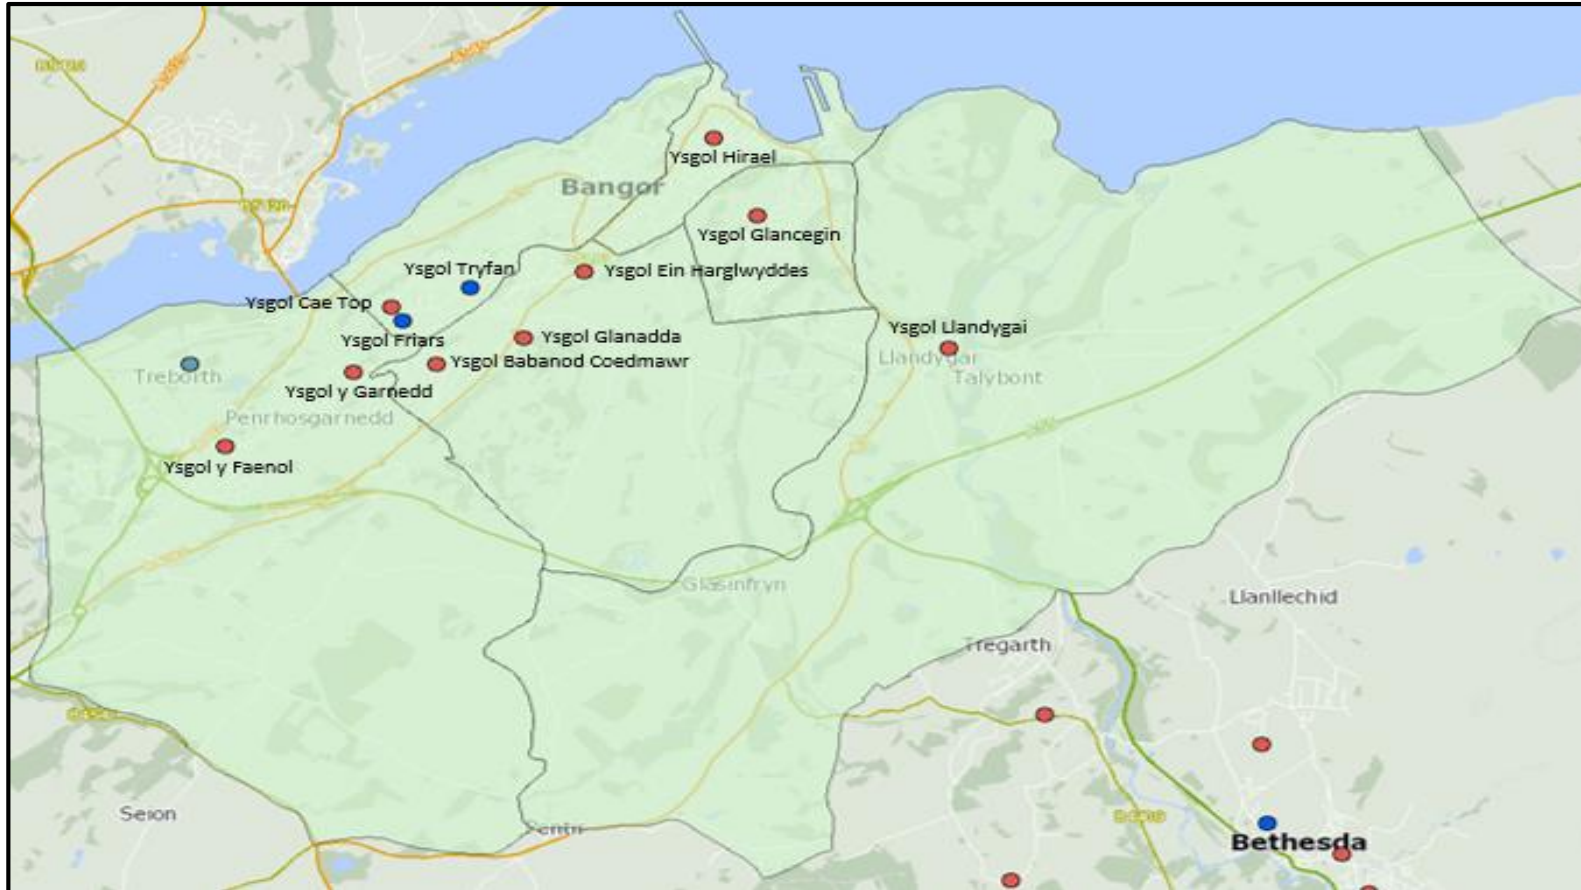 Ysgol Hirael
Bangor
Ysgol Glancegin
Ysgol Tryfan
Ysgol Ein Harglwyddes
Ysgol Cae Top
Ysgol Friars
Ysgol Glanadda
Ysgol Llandygai
Llandygai
Ysgol Babanod Coedmawr
Treborth
Talybont
Ysgol y Garnedd
Penrhosgarnedd
Ysgol y Faenol
Glasinfryn
Llanllechid
Tregarth
Seion
Pentir
Bethesda